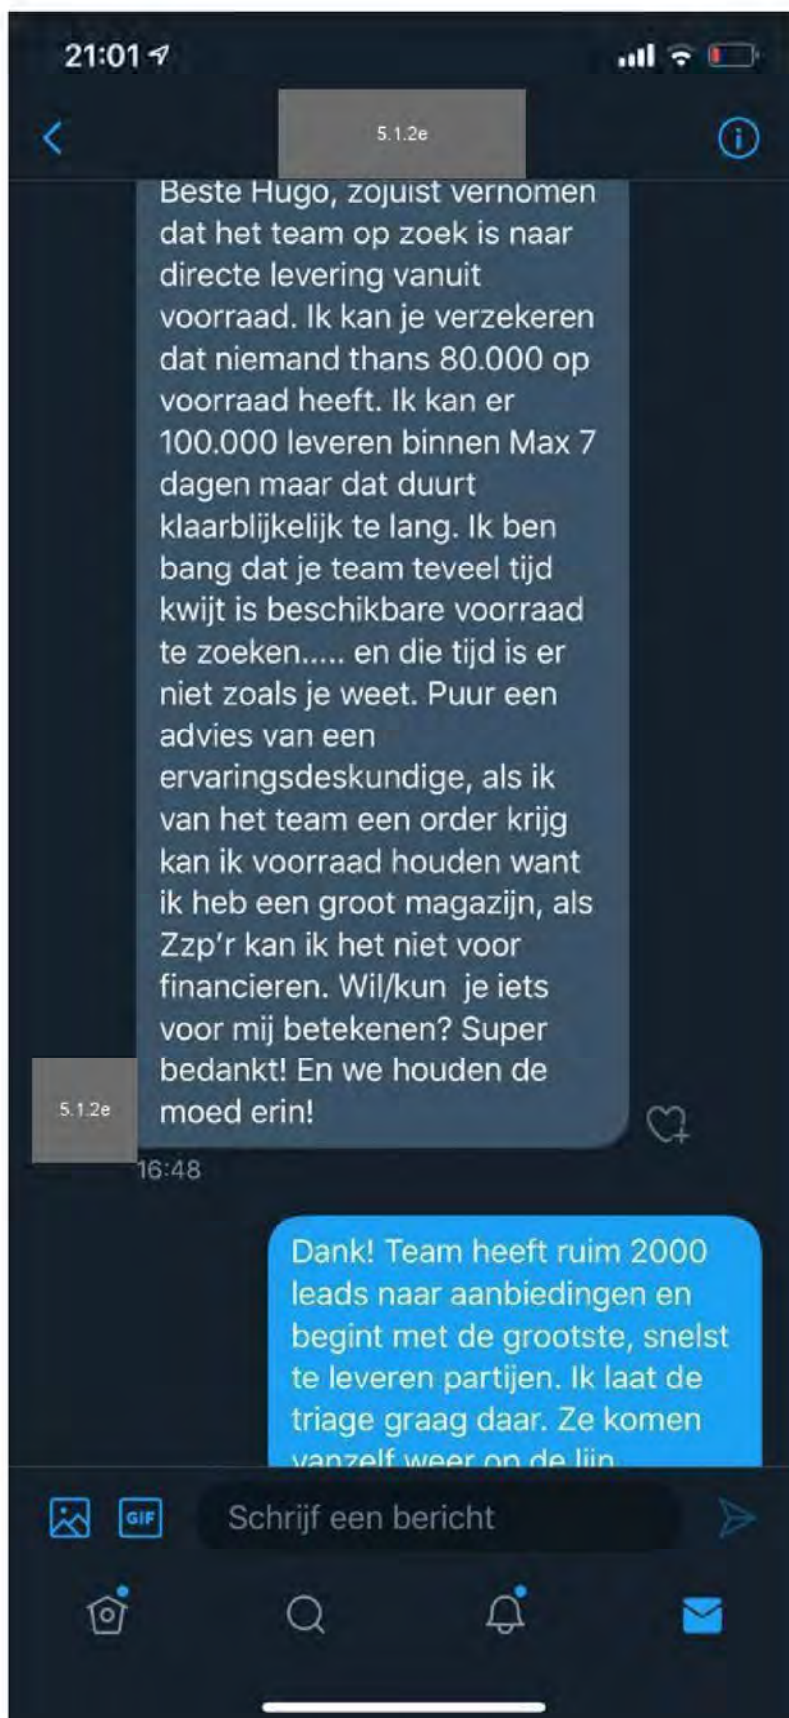 21:01
5.1.2e
Beste Hugo, zojuist vernomen
dat het team op zoek is naar
directe levering vanuit
voorraad. Ik kan je verzekeren
dat niemand thans 80.000 op
voorraad heeft. Ik kan er
100.000 leveren binnen Max 7
dagen maar dat duurt
klaarblijkelijk te lang. Ik ben
bang dat je team teveel tijd
kwijt is beschikbare voorraad
te zoeken..... en die tijd is er
niet zoals je weet. Puur een
advies van een
ervaringsdeskundige, als ik
van het team een order krijg
kan ik voorraad houden want
ik heb een groot magazijn, als
Zzp'r kan ik het niet voor
financieren. Wil/kun je iets
voor mij betekenen? Super
bedankt! En we houden de
moed erin!
5.1.2e
16:48
Dank! Team heeft ruim 2000
leads naar aanbiedingen en
begint met de grootste, snelst
te leveren partijen. Ik laat de
triage graag daar. Ze komen
vanzelf weer op de lijn
GIF
Schrijf een bericht